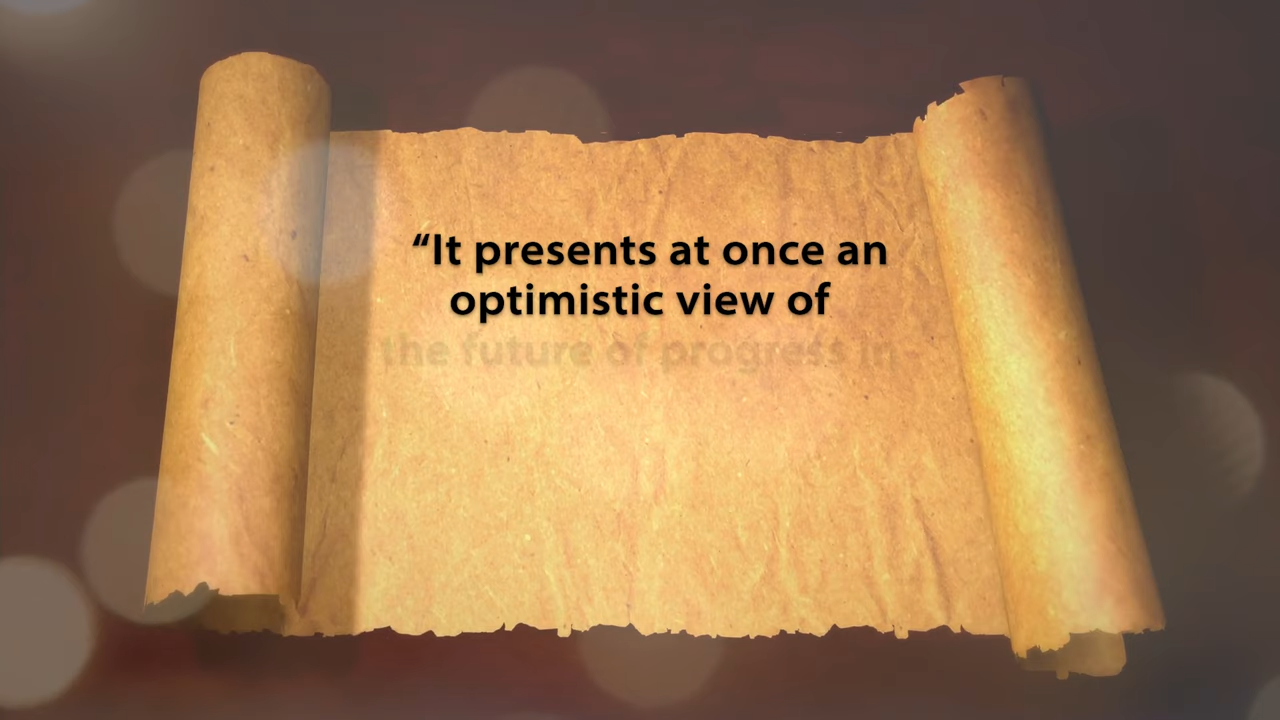 “It presents at once an
optimistic view of
the future of progress in